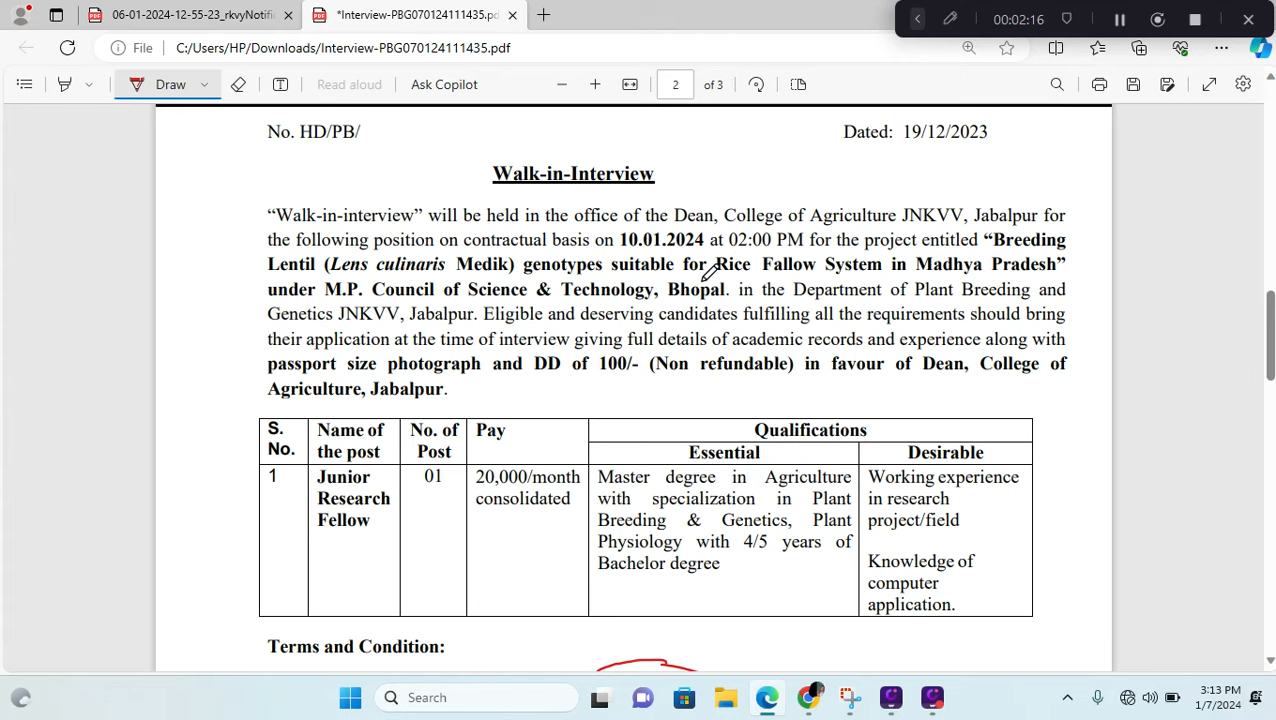 06-01-2024-12-55-23_rkvyNotifi
*Interview-PBG070124111435.pd
00:02:16
File
C:/Users/HP/Downloads/Interview-PBG070124111435.pdf
Draw
Read aloud
Ask Copilot
2
of 3
No. HD/PB/
Dated: 19/12/2023
Walk-in-Interview
“Walk-in-interview” will be held in the office of the Dean, College of Agriculture JNKVV, Jabalpur for
the following position on contractual basis on 10.01.2024 at 02:00 PM for the project entitled “Breeding
Lentil (Lens culinaris Medik) genotypes suitable for Rice Fallow System in Madhya Pradesh”
under M.P. Council of Science & Technology, Bhopal. in the Department of Plant Breeding and
Genetics JNKVV, Jabalpur. Eligible and deserving candidates fulfilling all the requirements should bring
their application at the time of interview giving full details of academic records and experience along with
passport size photograph and DD of 100/- (Non refundable) in favour of Dean, College of
Agriculture, Jabalpur.
S. No.
Name of the post
No. of Post
Pay
Qualifications
Essential
Desirable
1
Junior
Research
Fellow
01
20,000/month
consolidated
Master degree in Agriculture
with specialization in Plant
Breeding & Genetics, Plant
Physiology with 4/5 years of
Bachelor degree
Working experience
in research
project/field
Knowledge of
computer
application.
Terms and Condition:
Search
3:13 PM
1/7/2024